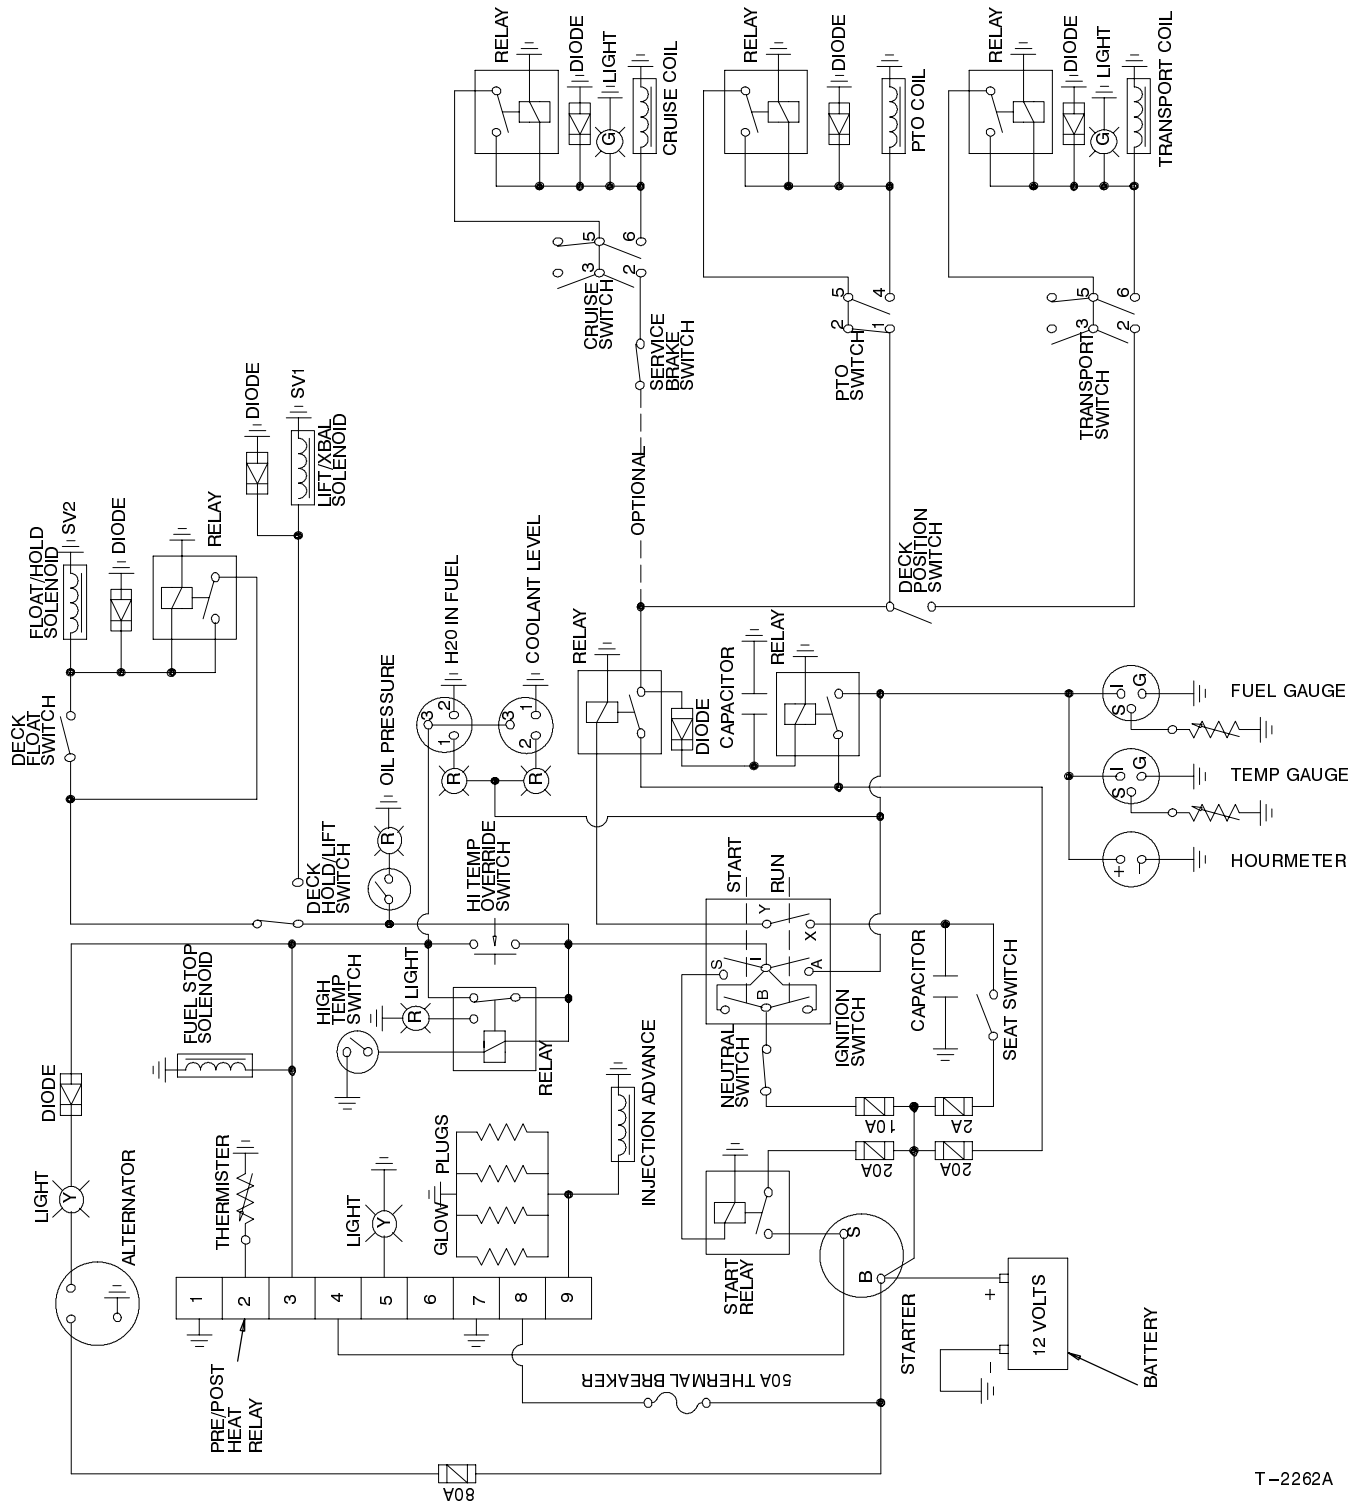 RELAY
DIODE
LIGHT
G
CRUISE COIL
RELAY
DIODE
PTO COIL
RELAY
DIODE
LIGHT
G
TRANSPORT COIL
5
6
3
2
CRUISE
SWITCH
SERVICE
BRAKE
SWITCH
OPTIONAL
5
4
2
1
PTO
SWITCH
5
6
3
2
TRANSPORT
SWITCH
DECK
POSITION
SWITCH
DIODE
SV1
LIFT/XBAL
SOLENOID
FLOAT/HOLD
SOLENOID
SV2
DIODE
RELAY
DECK
FLOAT
SWITCH
OIL PRESSURE
R
H20 IN FUEL
3
2
1
R
COOLANT LEVEL
3
1
2
R
RELAY
DIODE
CAPACITOR
RELAY
FUEL GAUGE
I
G
S
TEMP GAUGE
I
G
S
HOURMETER
+
-
DECK
HOLD/LIFT
SWITCH
HI TEMP
OVERRIDE
SWITCH
START
RUN
Y
X
S
I
A
B
IGNITION
SWITCH
NEUTRAL
SWITCH
CAPACITOR
SEAT SWITCH
FUEL STOP
SOLENOID
HIGH
TEMP
SWITCH
LIGHT
R
RELAY
INJECTION ADVANCE
DIODE
LIGHT
Y
ALTERNATOR
THERMISTER
LIGHT
Y
GLOW PLUGS
10A
2A
20A
20A
START
RELAY
S
B
STARTER
1
2
3
4
5
6
7
8
9
PRE/POST
HEAT
RELAY
50A THERMAL BREAKER
80A
+
-
12 VOLTS
BATTERY
T-2262A